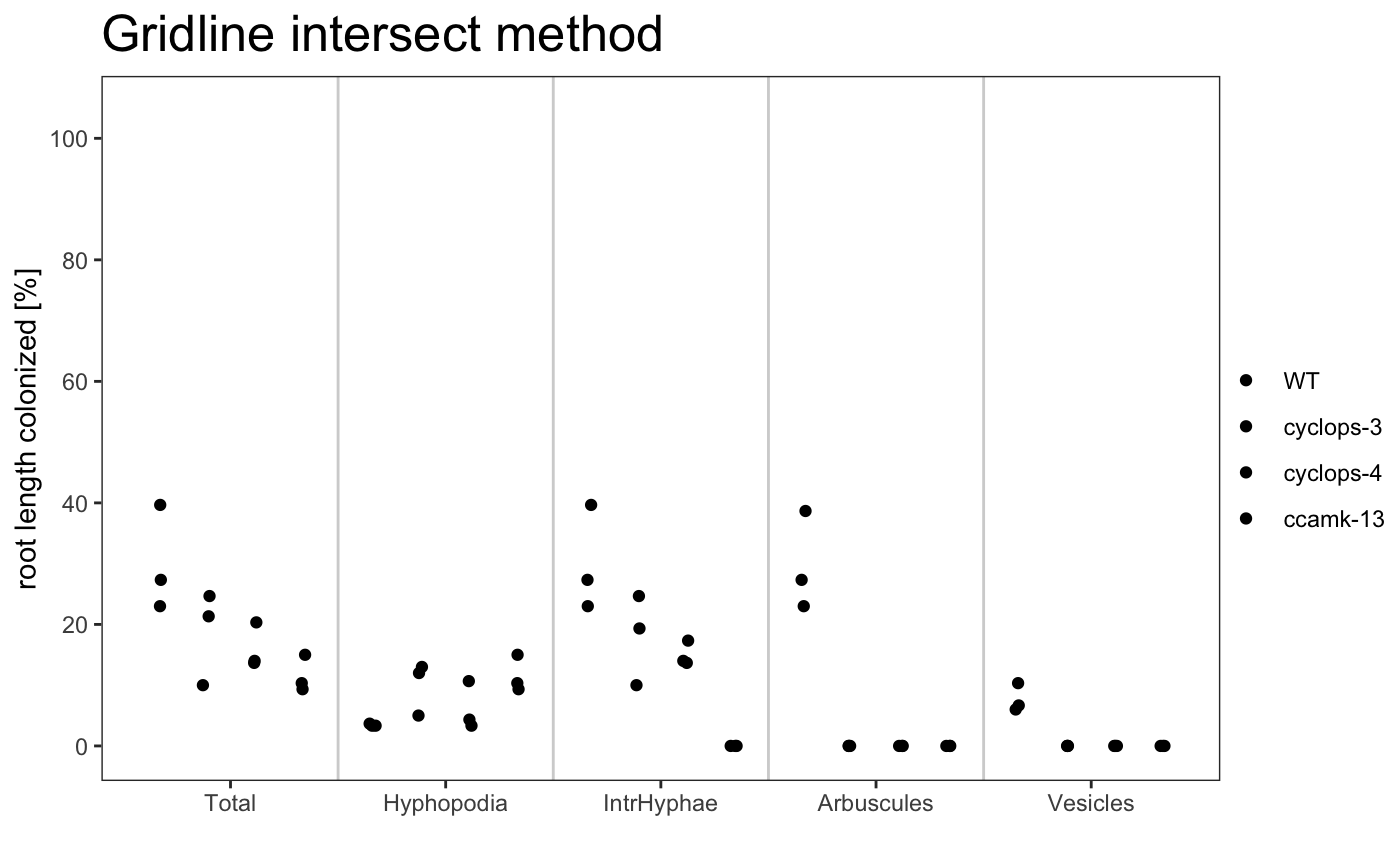 Gridline intersect method
root length colonized [%]
100
80
60
40
20
0
Total
Hyphopodia
IntrHyphae
Arbuscules
Vesicles
WT
cyclops-3
cyclops-4
ccamk-13